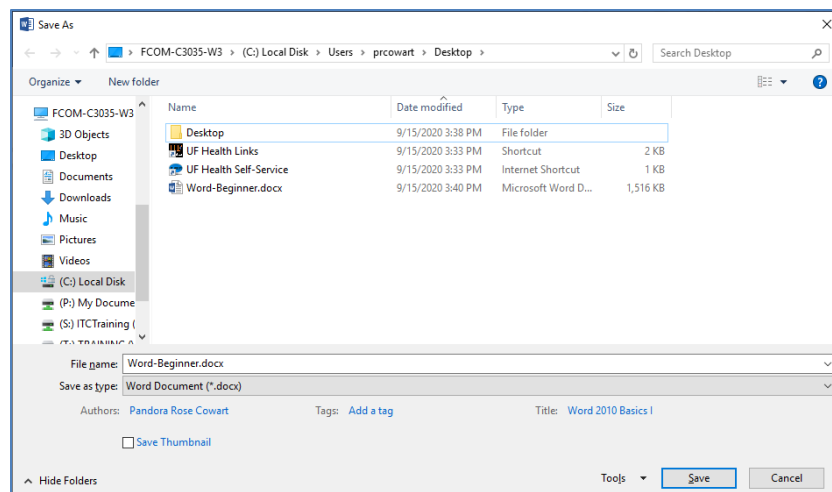 Save As
FCOM-C3035-W3 > (C:) Local Disk > Users > prcowart > Desktop >
Search Desktop
Organize
New folder
Name Date modified Type Size
Desktop 9/15/2020 3:38 PM File folder
UF Health Links 9/15/2020 3:33 PM Shortcut 2 KB
UF Health Self-Service 9/15/2020 3:33 PM Internet Shortcut 1 KB
Word-Beginner.docx 9/15/2020 3:40 PM Microsoft Word D... 1,516 KB
FCOM-C3035-W3
3D Objects
Desktop
Documents
Downloads
Music
Pictures
Videos
(C:) Local Disk
(P:) My Docume
(S:) ITCTraining (
File name: Word-Beginner.docx
Save as type: Word Document (*.docx)
Authors: Pandora Rose Cowart Tags: Add a tag Title: Word 2010 Basics I
Save Thumbnail
Hide Folders
Tools Save Cancel